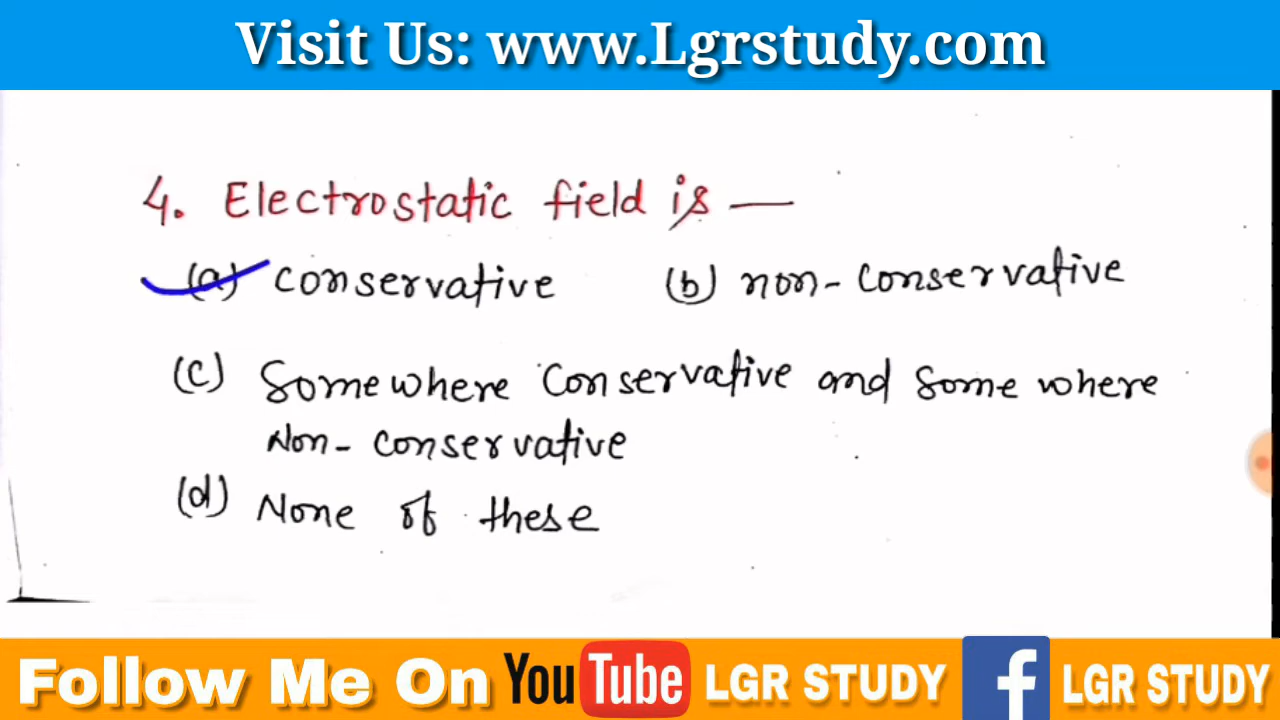 Visit Us: www.Lgrstudy.com
4. Electrostatic field is —
(a) conservative (b) non-conservative
(c) Somewhere Conservative and Some where
Non-conservative
(d) None of these
Follow Me On YouTube LGR STUDY f LGR STUDY